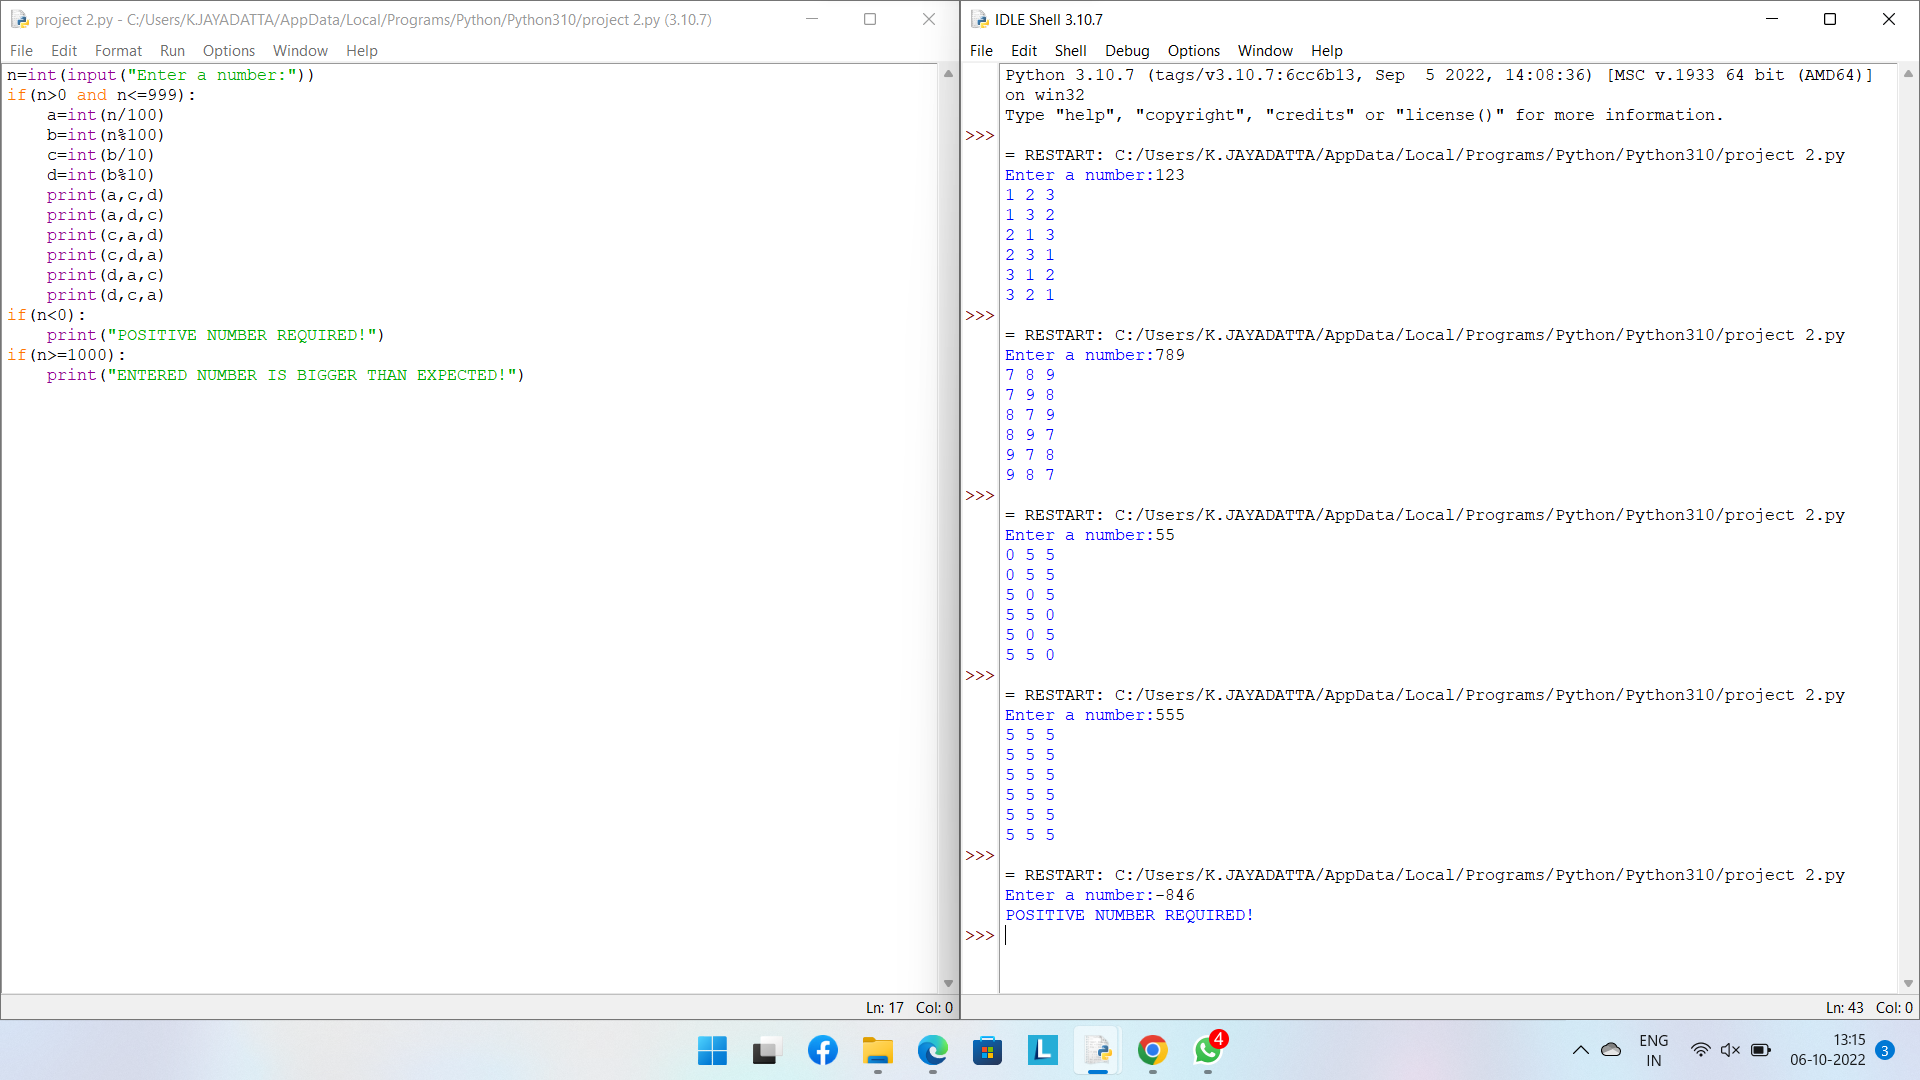 project 2.py - C:/Users/K.JAYADATTA/AppData/Local/Programs/Python/Python310/project 2.py (3.10.7)
File Edit Format Run Options Window Help
n=int(input("Enter a number:"))
if(n>0 and n<=999):
    a=int(n/100)
    b=int(n%100)
    c=int(b/10)
    d=int(b%10)
    print(a,c,d)
    print(a,d,c)
    print(c,a,d)
    print(c,d,a)
    print(d,a,c)
    print(d,c,a)
if(n<0):
    print("POSITIVE NUMBER REQUIRED!")
if(n>=1000):
    print("ENTERED NUMBER IS BIGGER THAN EXPECTED!")
Ln: 17 Col: 0
IDLE Shell 3.10.7
File Edit Shell Debug Options Window Help
Python 3.10.7 (tags/v3.10.7:6cc6b13, Sep  5 2022, 14:08:36) [MSC v.1933 64 bit (AMD64)]
on win32
Type "help", "copyright", "credits" or "license()" for more information.
>>>
= RESTART: C:/Users/K.JAYADATTA/AppData/Local/Programs/Python/Python310/project 2.py
Enter a number:123
1 2 3
1 3 2
2 1 3
2 3 1
3 1 2
3 2 1
>>>
= RESTART: C:/Users/K.JAYADATTA/AppData/Local/Programs/Python/Python310/project 2.py
Enter a number:789
7 8 9
7 9 8
8 7 9
8 9 7
9 7 8
9 8 7
>>>
= RESTART: C:/Users/K.JAYADATTA/AppData/Local/Programs/Python/Python310/project 2.py
Enter a number:55
0 5 5
0 5 5
5 0 5
5 5 0
5 0 5
5 5 0
>>>
= RESTART: C:/Users/K.JAYADATTA/AppData/Local/Programs/Python/Python310/project 2.py
Enter a number:555
5 5 5
5 5 5
5 5 5
5 5 5
5 5 5
5 5 5
>>>
= RESTART: C:/Users/K.JAYADATTA/AppData/Local/Programs/Python/Python310/project 2.py
Enter a number:-846
POSITIVE NUMBER REQUIRED!
>>>
Ln: 43 Col: 0
L
4
ENG
IN
13:15
06-10-2022
3